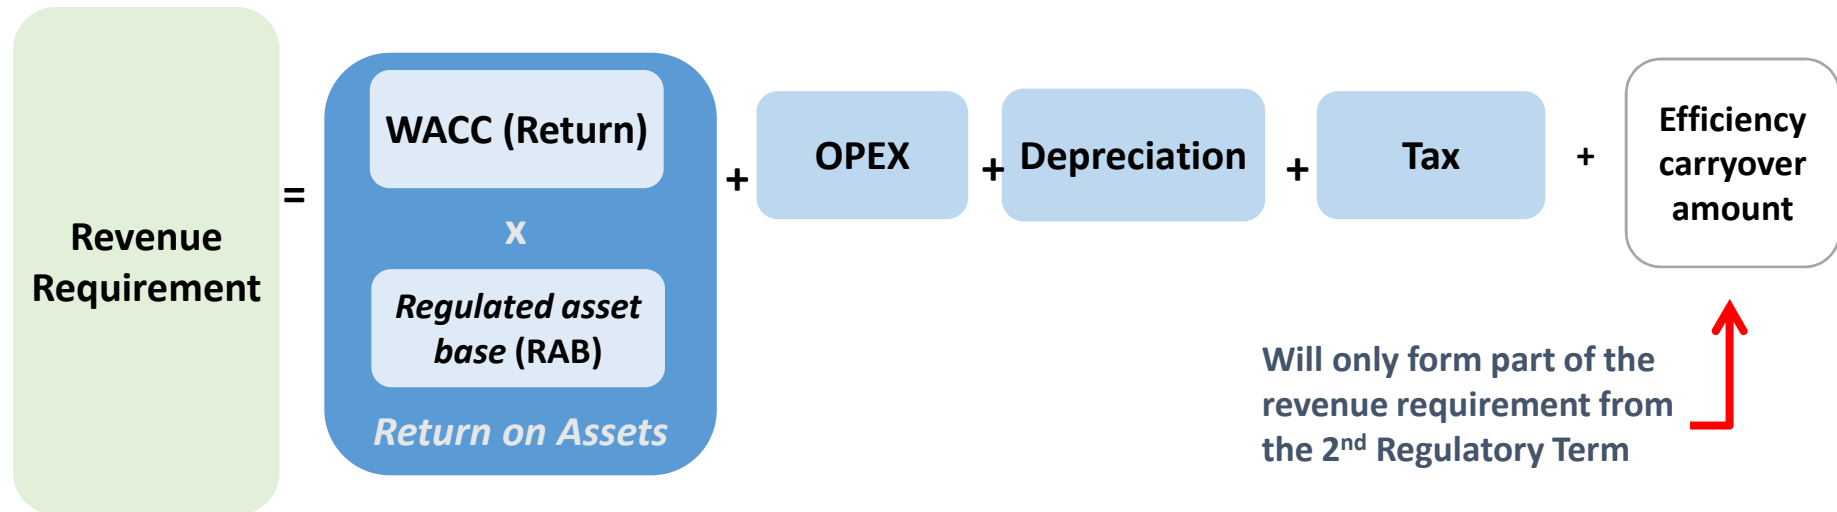 Revenue
Requirement
=
WACC (Return)
x
Regulated asset
base (RAB)
Return on Assets
+
OPEX
+
Depreciation
+
Tax
+
Efficiency
carryover
amount
Will only form part of the
revenue requirement from
the 2nd Regulatory Term